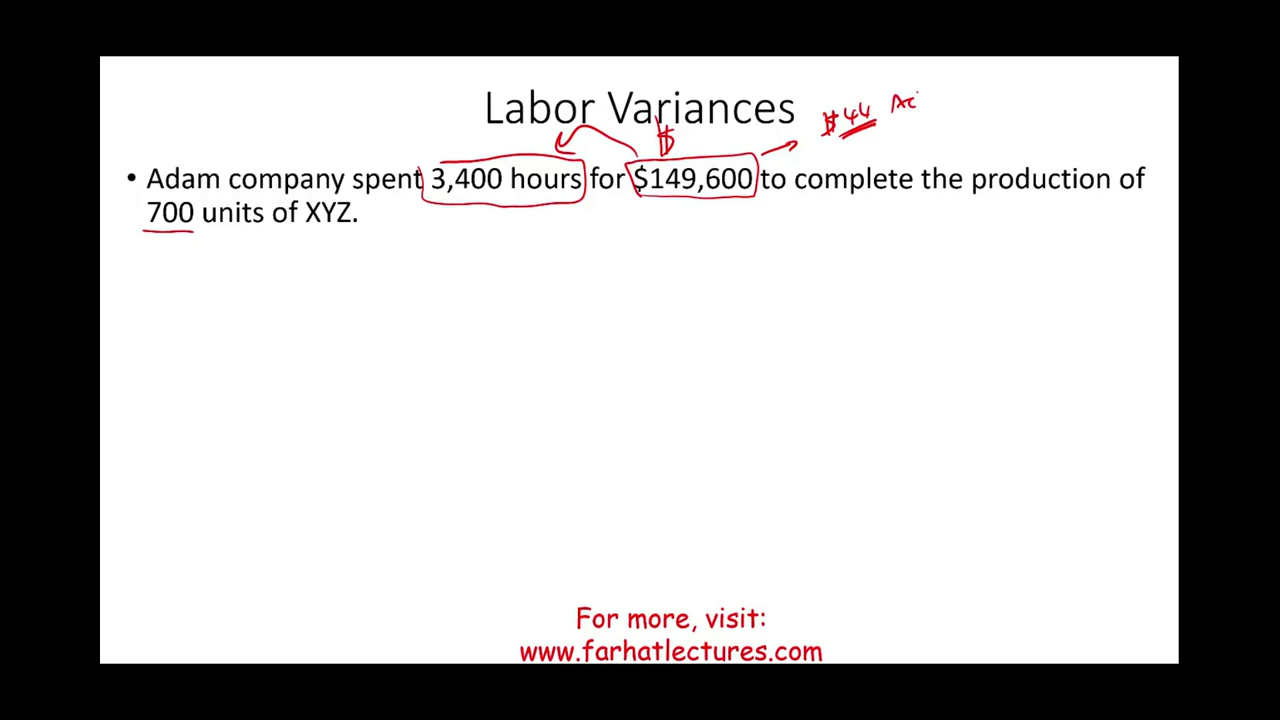 Labor Variances
$44 Ac
$
• Adam company spent 3,400 hours for $149,600 to complete the production of
700 units of XYZ.
For more, visit:
www.farhatlectures.com